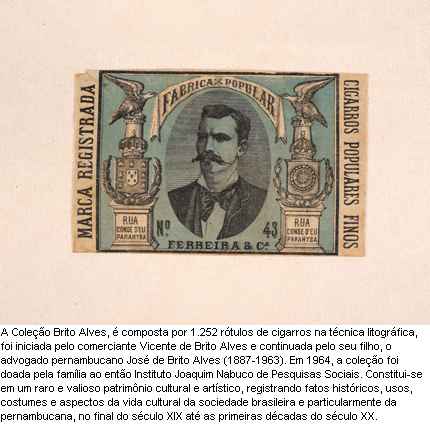 MARCA REGISTRADA
FABRICA POPULAR
CIGARROS POPULARES FINOS
RUA
CONDE D'EU
PARAHYBA
Nº 43
RUA
CONDE D'EU
PARAHYBA
FERREIRA & Cª
A Coleção Brito Alves, é composta por 1.252 rótulos de cigarros na técnica litográfica,
foi iniciada pelo comerciante Vicente de Brito Alves e continuada pelo seu filho, o
advogado pernambucano José de Brito Alves (1887-1963). Em 1964, a coleção foi
doada pela família ao então Instituto Joaquim Nabuco de Pesquisas Sociais. Constitui-se
em um raro e valioso patrimônio cultural e artístico, registrando fatos históricos, usos,
costumes e aspectos da vida cultural da sociedade brasileira e particularmente da
pernambucana, no final do século XIX até as primeiras décadas do século XX.